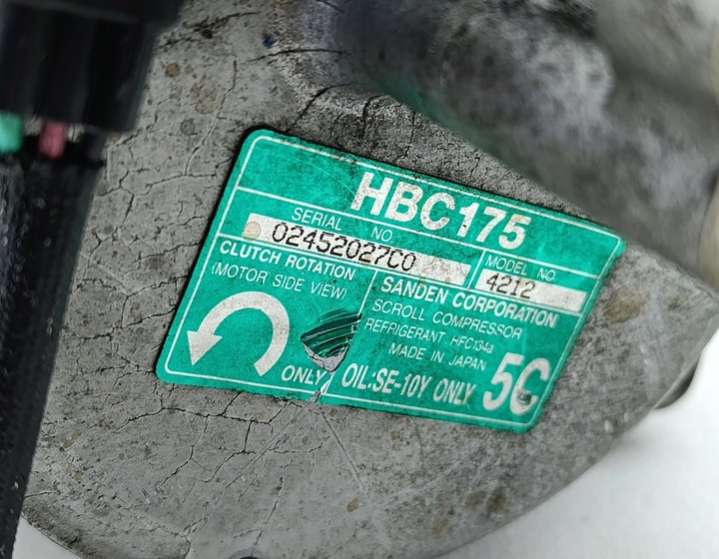 HBC175
SERIAL NO
02452027C0
MODEL NO.
4212
CLUTCH ROTATION
(MOTOR SIDE VIEW)
ONLY
SANDEN CORPORATION
SCROLL COMPRESSOR
REFRIGERANT HFC134a
MADE IN JAPAN
OIL:SE-10Y ONLY
5C